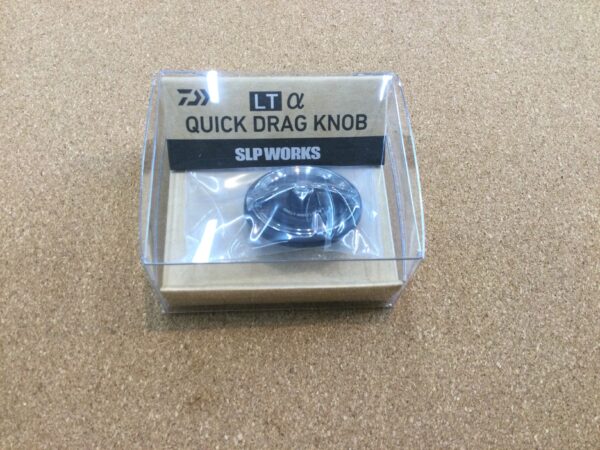 LT α
QUICK DRAG KNOB
SLP WORKS